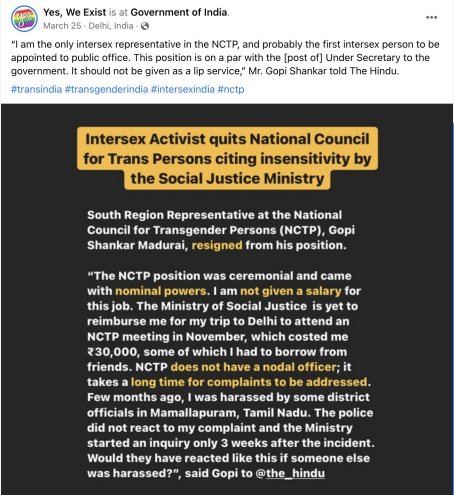 Yes, We Exist is at Government of India.
March 25 · Delhi, India ·
“I am the only intersex representative in the NCTP, and probably the first intersex person to be
appointed to public office. This position is on a par with the [post of] Under Secretary to the
government. It should not be given as a lip service,” Mr. Gopi Shankar told The Hindu.
#transindia #transgenderindia #intersexindia #nctp
Intersex Activist quits National Council
for Trans Persons citing insensitivity by
the Social Justice Ministry
South Region Representative at the National
Council for Transgender Persons (NCTP), Gopi
Shankar Madurai, resigned from his position.
“The NCTP position was ceremonial and came
with nominal powers. I am not given a salary for
this job. The Ministry of Social Justice is yet to
reimburse me for my trip to Delhi to attend an
NCTP meeting in November, which costed me
₹30,000, some of which I had to borrow from
friends. NCTP does not have a nodal officer; it
takes a long time for complaints to be addressed.
Few months ago, I was harassed by some district
officials in Mamallapuram, Tamil Nadu. The police
did not react to my complaint and the Ministry
started an inquiry only 3 weeks after the incident.
Would they have reacted like this if someone else
was harassed?”, said Gopi to @the_hindu